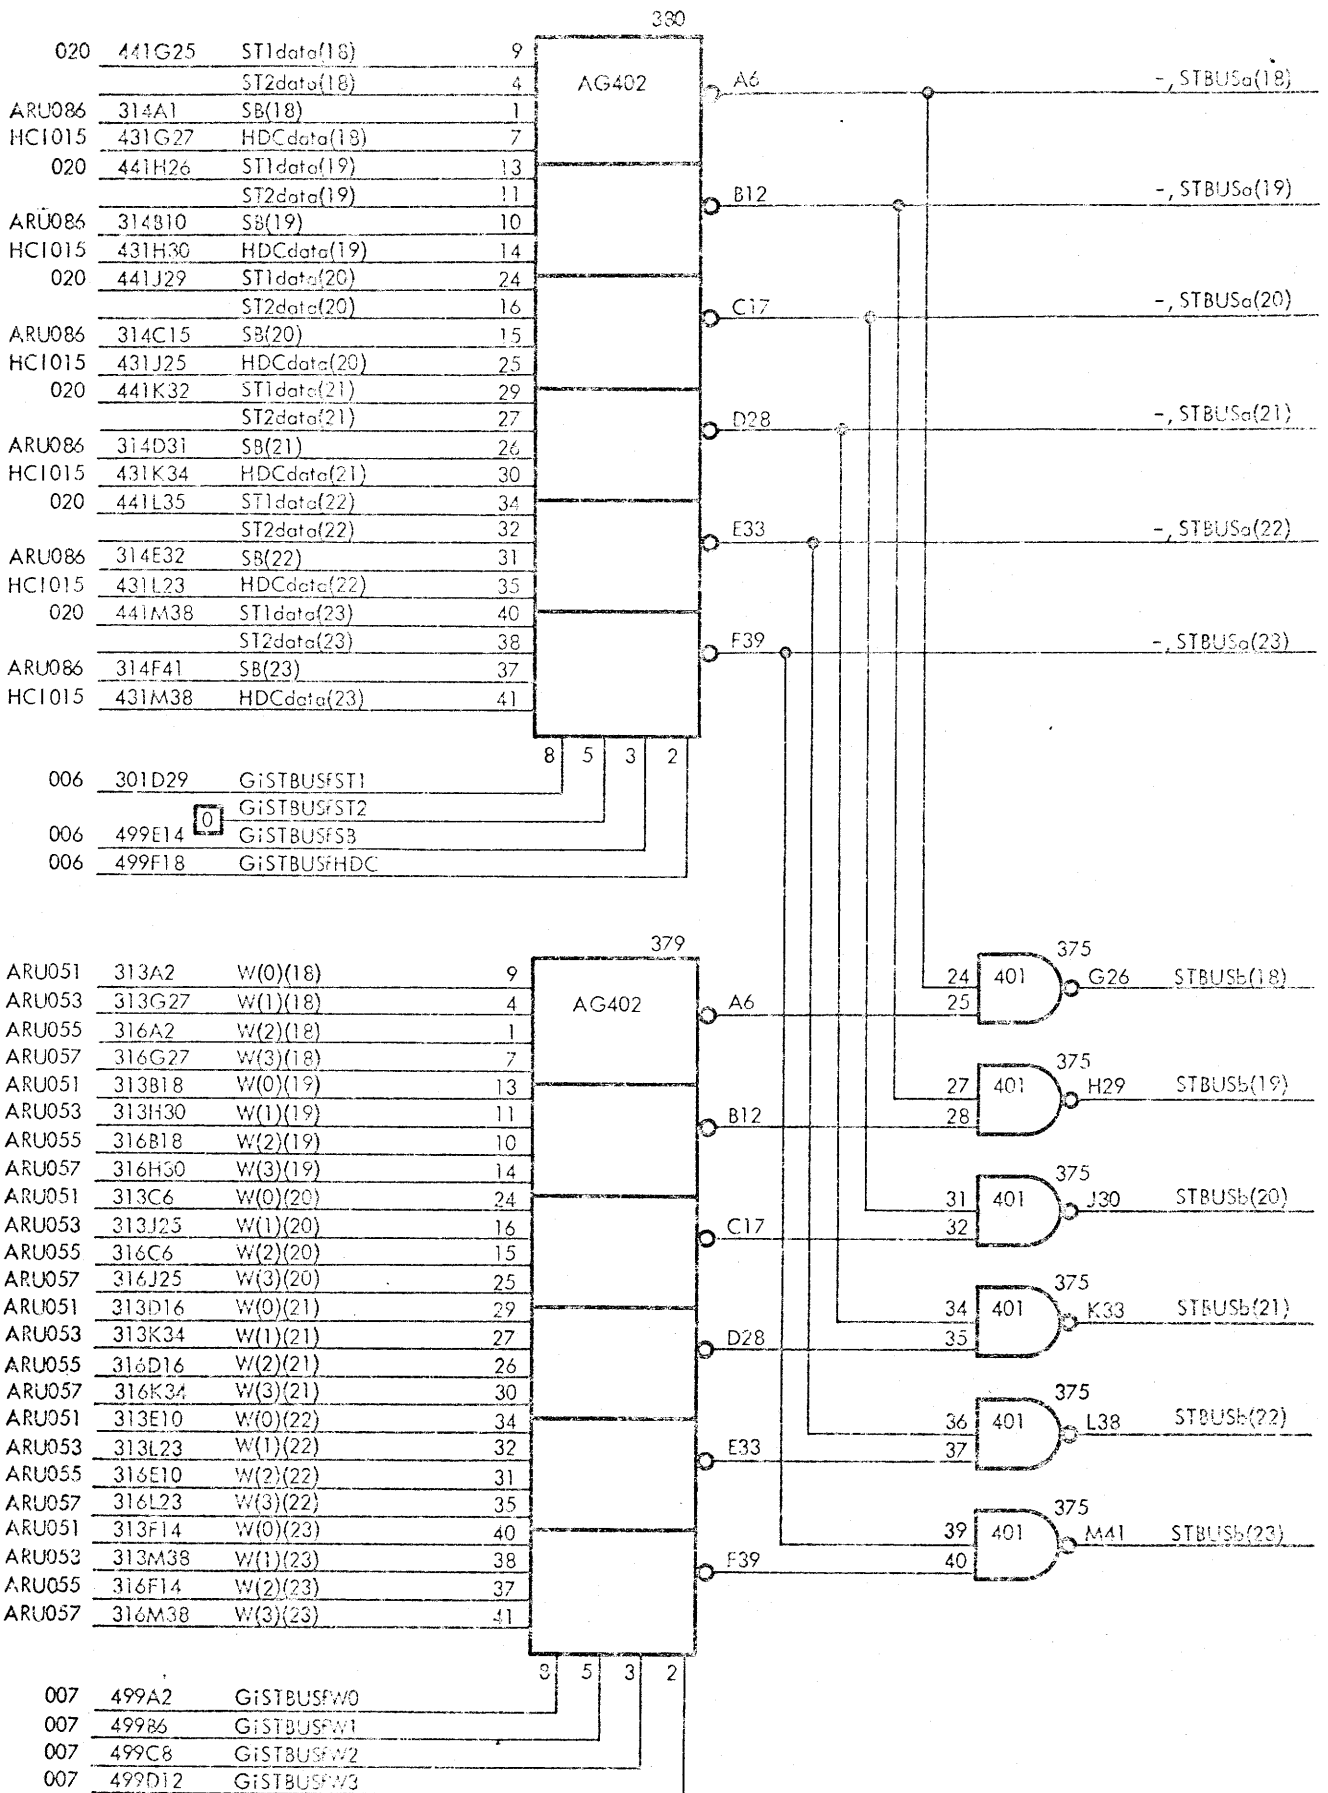 380
020 441G25 ST1data(18) 9
ST2data(18) 4
AG402
A6
-, STBUSa(18)
ARU086 314A1 SB(18) 1
HC1015 431G27 HDCdata(18) 7
020 441H26 ST1data(19) 13
ST2data(19) 11
B12
-, STBUSa(19)
ARU086 314B10 SB(19) 10
HC1015 431H30 HDCdata(19) 14
020 441J29 ST1data(20) 24
ST2data(20) 16
C17
-, STBUSa(20)
ARU086 314C15 SB(20) 15
HC1015 431J25 HDCdata(20) 25
020 441K32 ST1data(21) 29
ST2data(21) 27
D28
-, STBUSa(21)
ARU086 314D31 SB(21) 26
HC1015 431K34 HDCdata(21) 30
020 441L35 ST1data(22) 34
ST2data(22) 32
E33
-, STBUSa(22)
ARU086 314E32 SB(22) 31
HC1015 431L23 HDCdata(22) 35
020 441M38 ST1data(23) 40
ST2data(23) 38
F39
-, STBUSa(23)
ARU086 314F41 SB(23) 37
HC1015 431M38 HDCdata(23) 41
8 5 3 2
006 301D29 GiSTBUSfST1
0 GiSTBUSfST2
006 499E14 GiSTBUSfSB
006 499F18 GiSTBUSfHDC
379
ARU051 313A2 W(0)(18) 9
ARU053 313G27 W(1)(18) 4
AG402
A6
375
24 25 401 G26 STBUSb(18)
ARU055 316A2 W(2)(18) 1
ARU057 316G27 W(3)(18) 7
ARU051 313B18 W(0)(19) 13
ARU053 313H30 W(1)(19) 11
B12
375
27 28 401 H29 STBUSb(19)
ARU055 316B18 W(2)(19) 10
ARU057 316H30 W(3)(19) 14
ARU051 313C6 W(0)(20) 24
ARU053 313J25 W(1)(20) 16
C17
375
31 32 401 J30 STBUSb(20)
ARU055 316C6 W(2)(20) 15
ARU057 316J25 W(3)(20) 25
ARU051 313D16 W(0)(21) 29
ARU053 313K34 W(1)(21) 27
D28
375
34 35 401 K33 STBUSb(21)
ARU055 316D16 W(2)(21) 26
ARU057 316K34 W(3)(21) 30
ARU051 313E10 W(0)(22) 34
ARU053 313L23 W(1)(22) 32
E33
375
36 37 401 L38 STBUSb(22)
ARU055 316E10 W(2)(22) 31
ARU057 316L23 W(3)(22) 35
ARU051 313F14 W(0)(23) 40
ARU053 313M38 W(1)(23) 38
F39
375
39 40 401 M41 STBUSb(23)
ARU055 316F14 W(2)(23) 37
ARU057 316M38 W(3)(23) 41
8 5 3 2
007 499A2 GiSTBUSfW0
007 499B6 GiSTBUSfW1
007 499C8 GiSTBUSfW2
007 499D12 GiSTBUSfW3